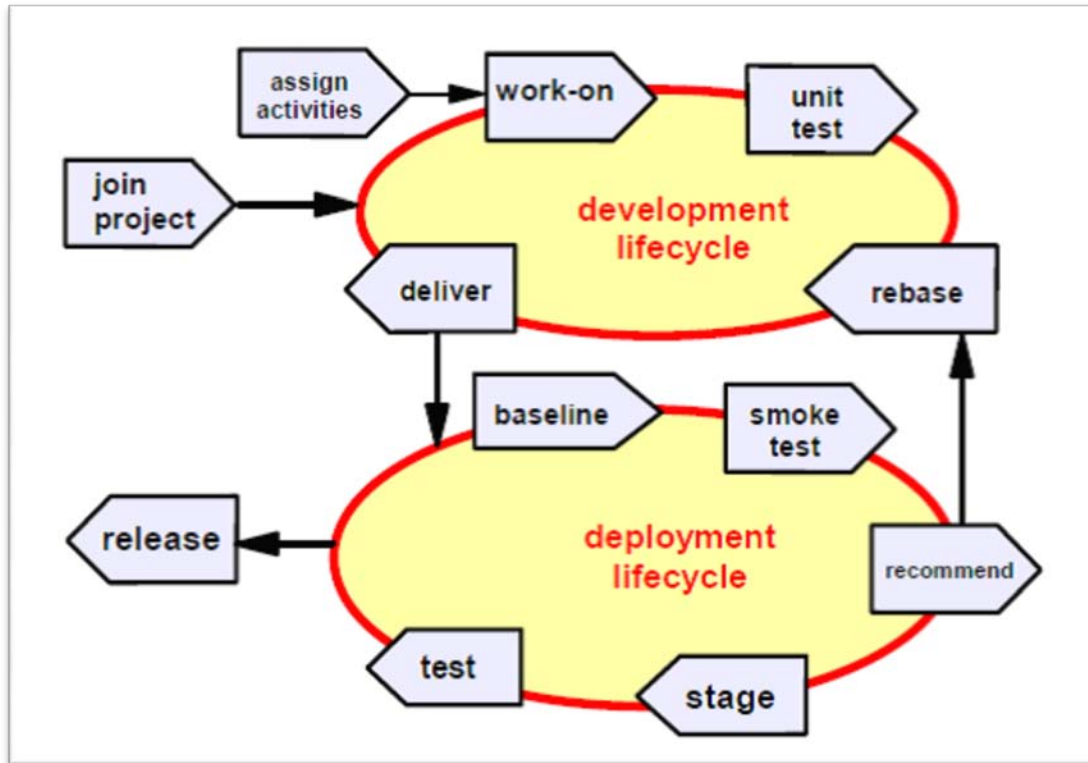 assign
activities
work-on
unit
test
join
project
development
lifecycle
deliver
rebase
baseline
smoke
test
release
deployment
lifecycle
recommend
test
stage